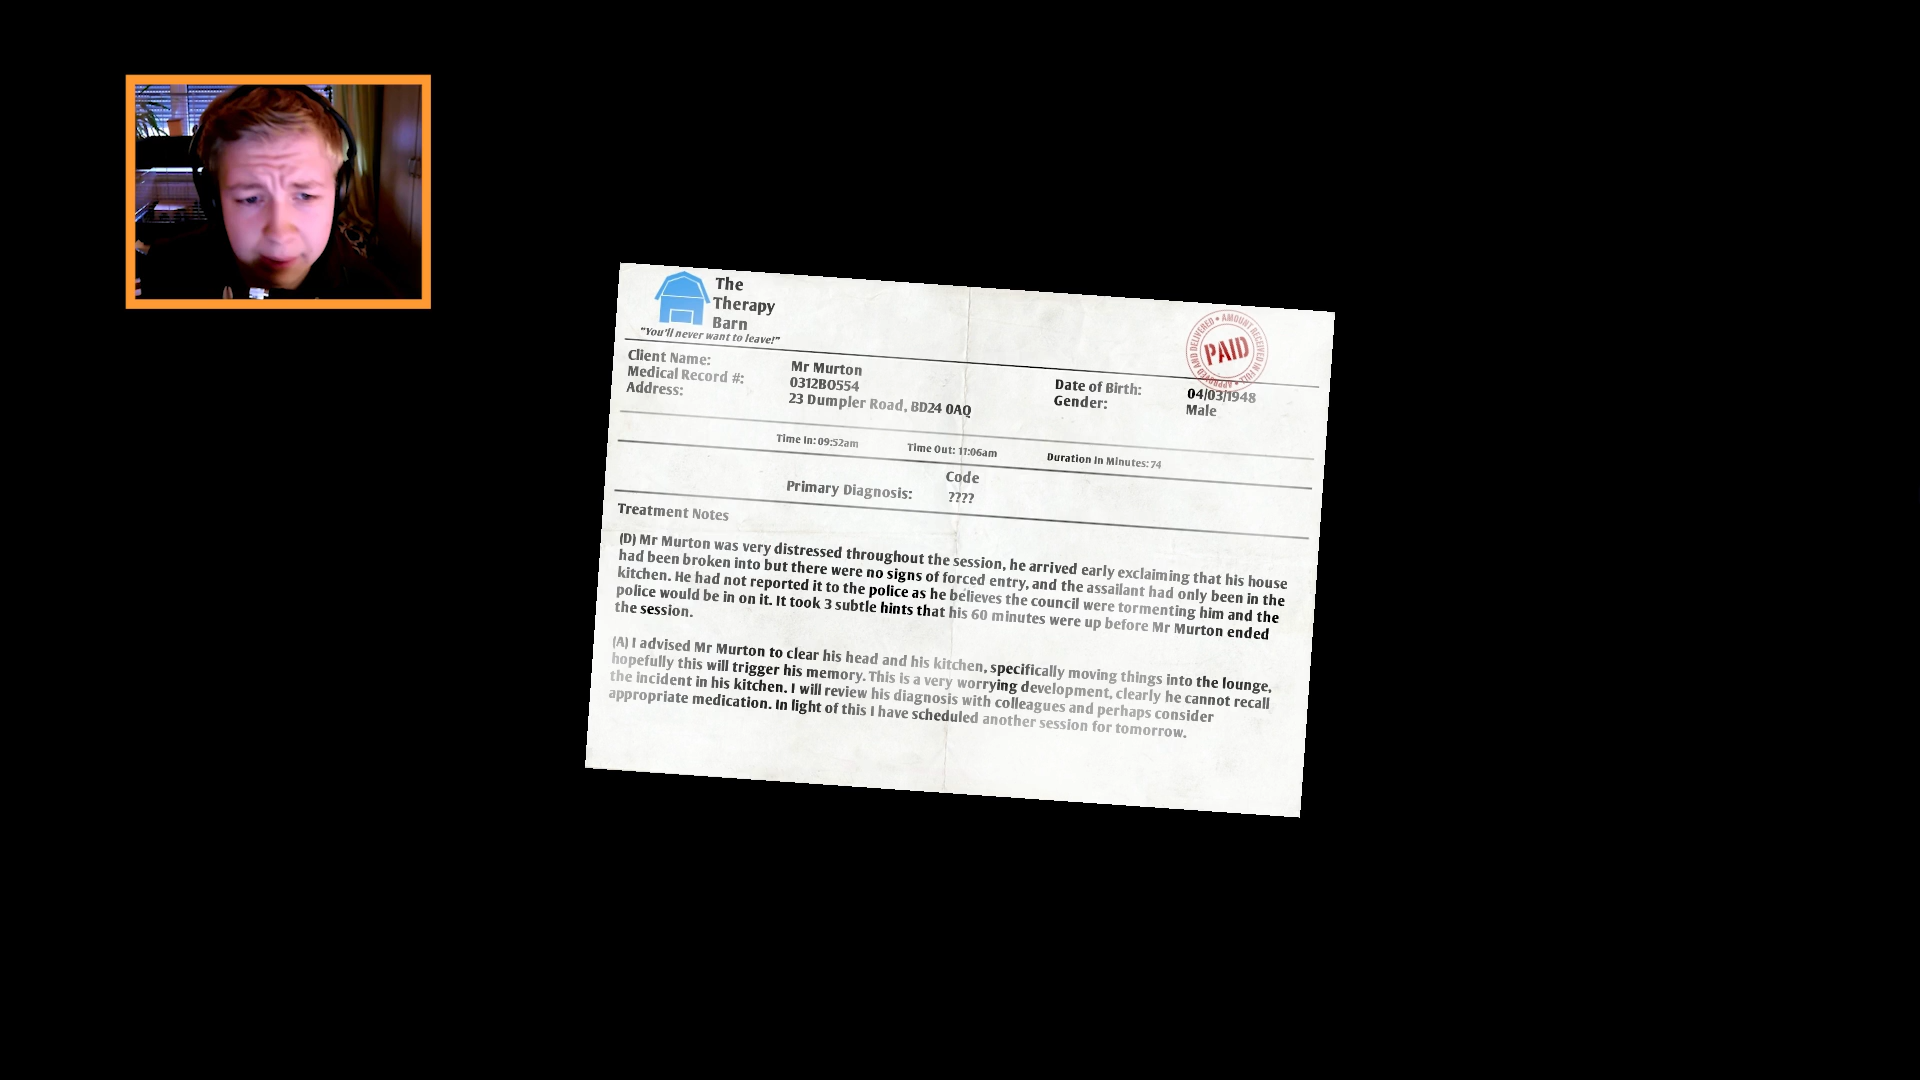 The
Therapy
Barn
"You'll never want to leave!"
AND DELIVERED • AMOUNT RECEIVED IN FULL • APPROVED
PAID
Client Name: Mr Murton
Medical Record #: 0312BO554
Address: 23 Dumpler Road, BD24 0AQ
Date of Birth: 04/03/1948
Gender: Male
Time In: 09:52am Time Out: 11:06am Duration In Minutes: 74
Code
Primary Diagnosis: ????
Treatment Notes
(D) Mr Murton was very distressed throughout the session, he arrived early exclaiming that his house
had been broken into but there were no signs of forced entry, and the assailant had only been in the
kitchen. He had not reported it to the police as he believes the council were tormenting him and the
police would be in on it. It took 3 subtle hints that his 60 minutes were up before Mr Murton ended
the session.
(A) I advised Mr Murton to clear his head and his kitchen, specifically moving things into the lounge,
hopefully this will trigger his memory. This is a very worrying development, clearly he cannot recall
the incident in his kitchen. I will review his diagnosis with colleagues and perhaps consider
appropriate medication. In light of this I have scheduled another session for tomorrow.